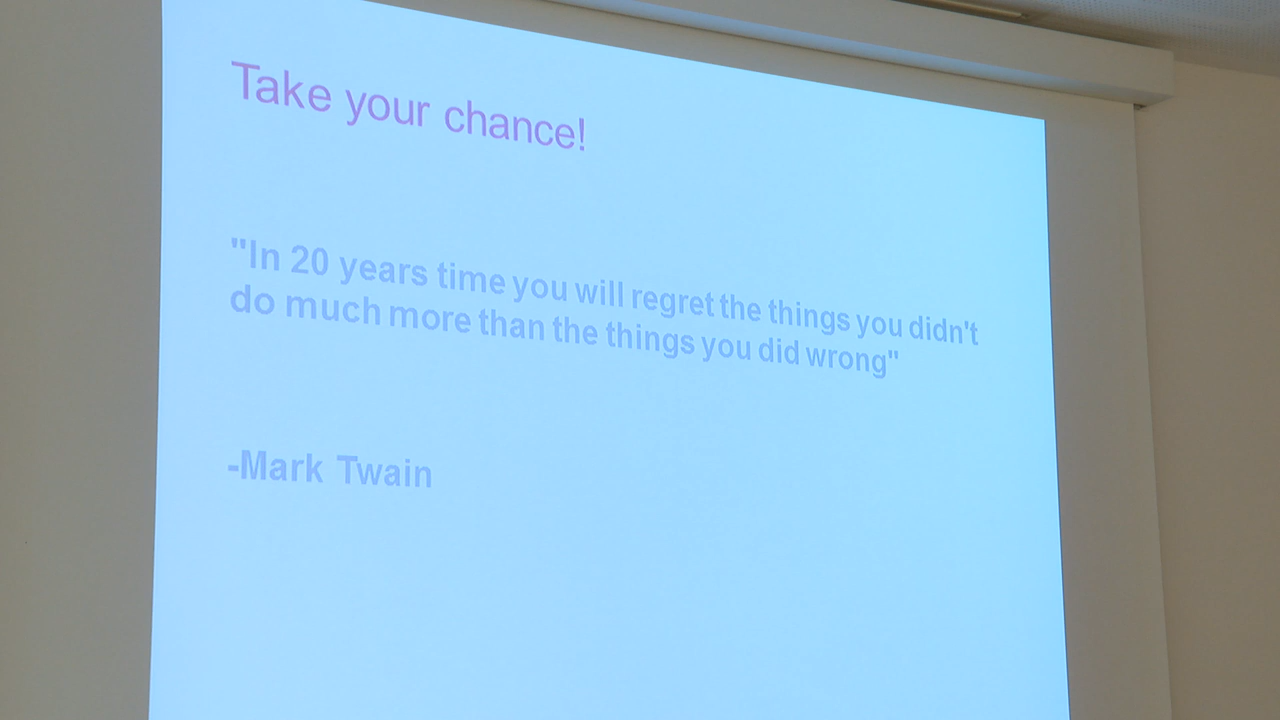 Take your chance!
"In 20 years time you will regret the things you didn't
do much more than the things you did wrong"
-Mark Twain